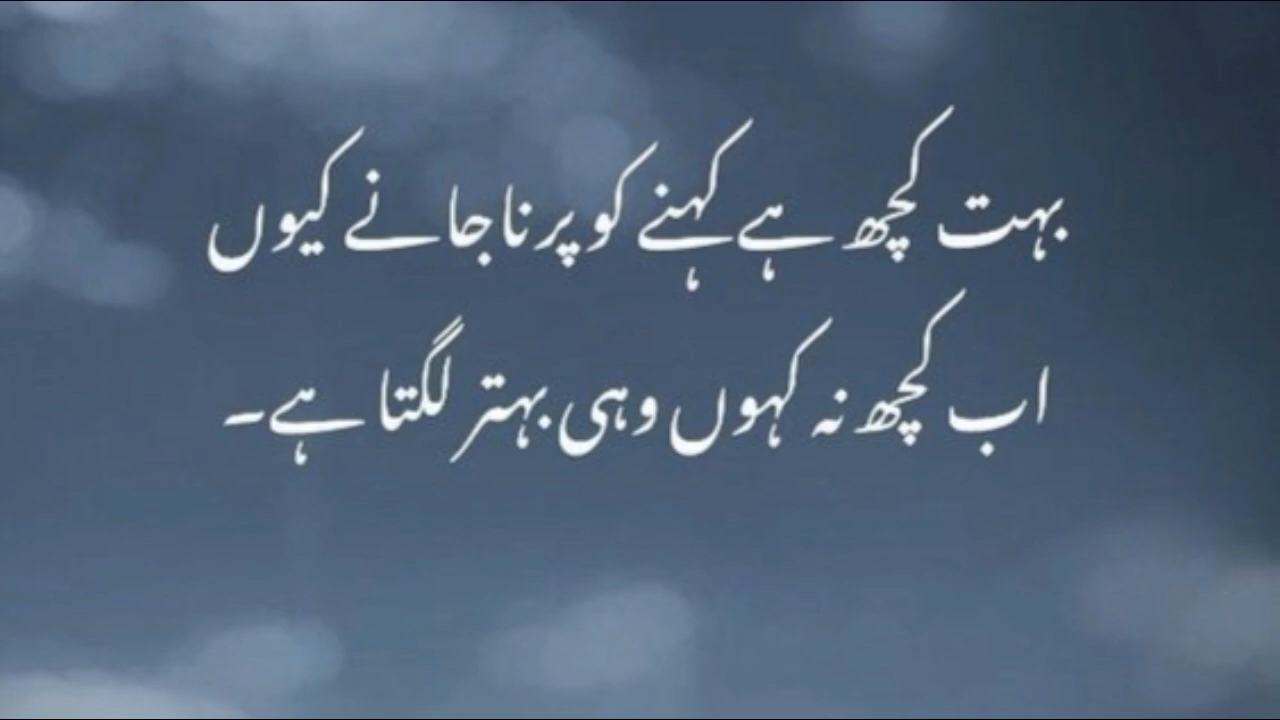 بہت کچھ ہے کہنے کو پر نا جانے کیوں
اب کچھ نہ کہوں وہی بہتر لگتا ہے۔